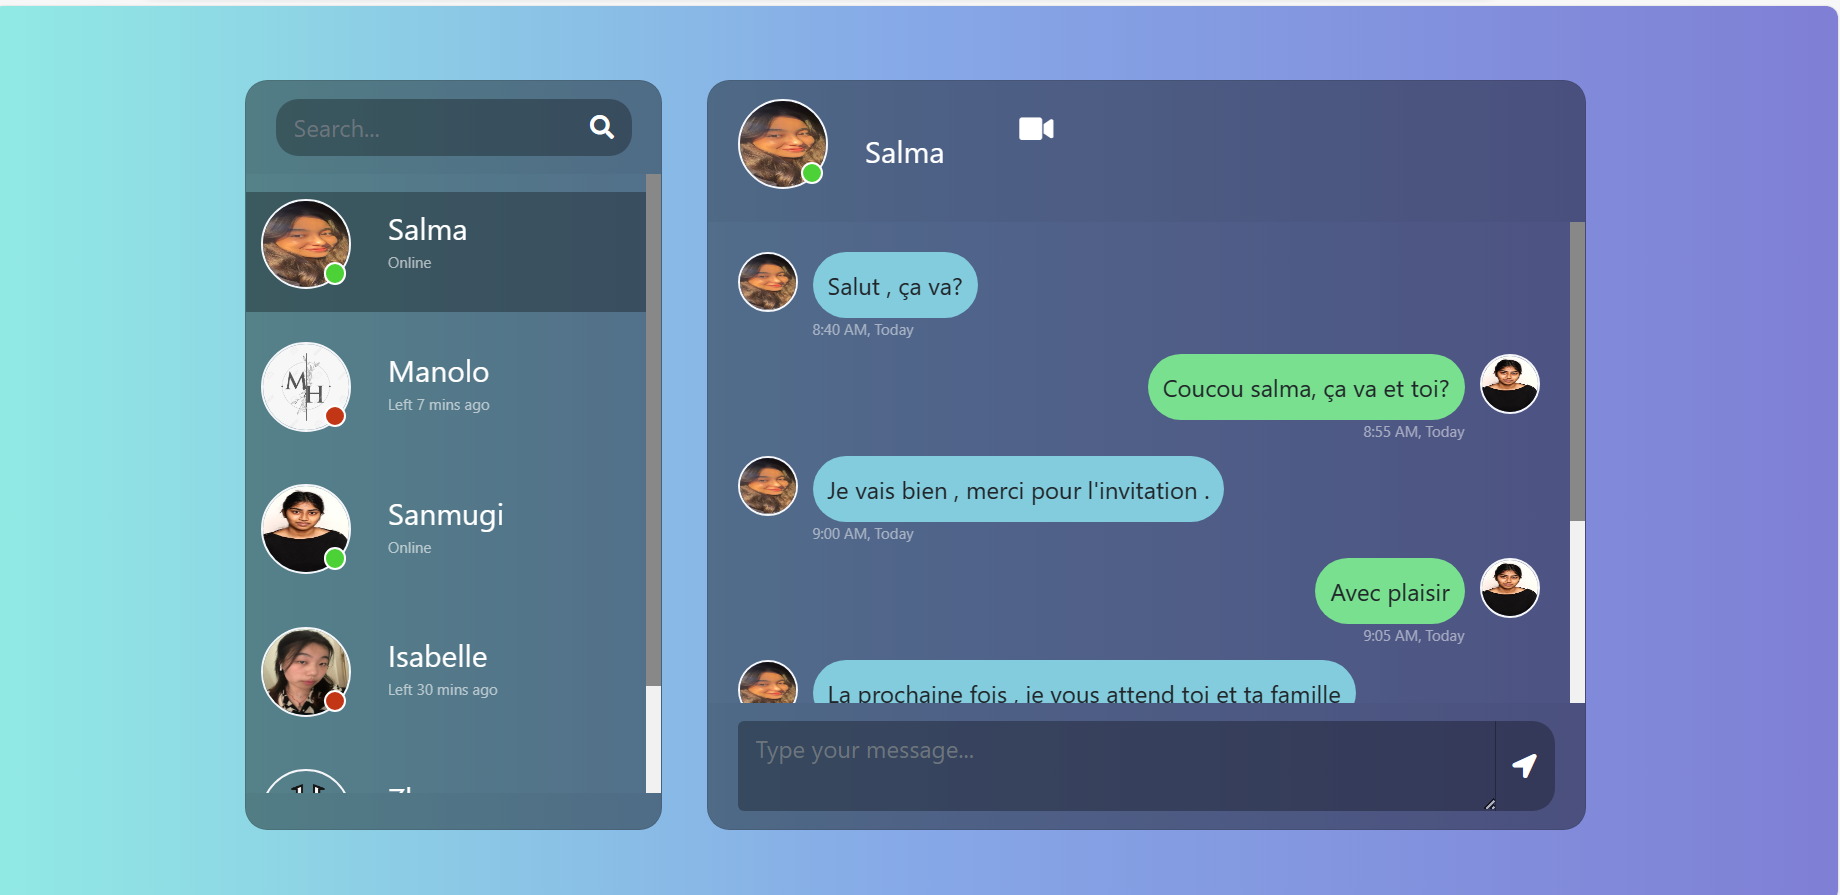 Search...
Salma
Online
Manolo
Left 7 mins ago
Sanmugi
Online
Isabelle
Left 30 mins ago
Salma
Salut , ça va?
8:40 AM, Today
Coucou salma, ça va et toi?
8:55 AM, Today
Je vais bien , merci pour l'invitation .
9:00 AM, Today
Avec plaisir
9:05 AM, Today
La prochaine fois , je vous attend toi et ta famille
Type your message...
M
H